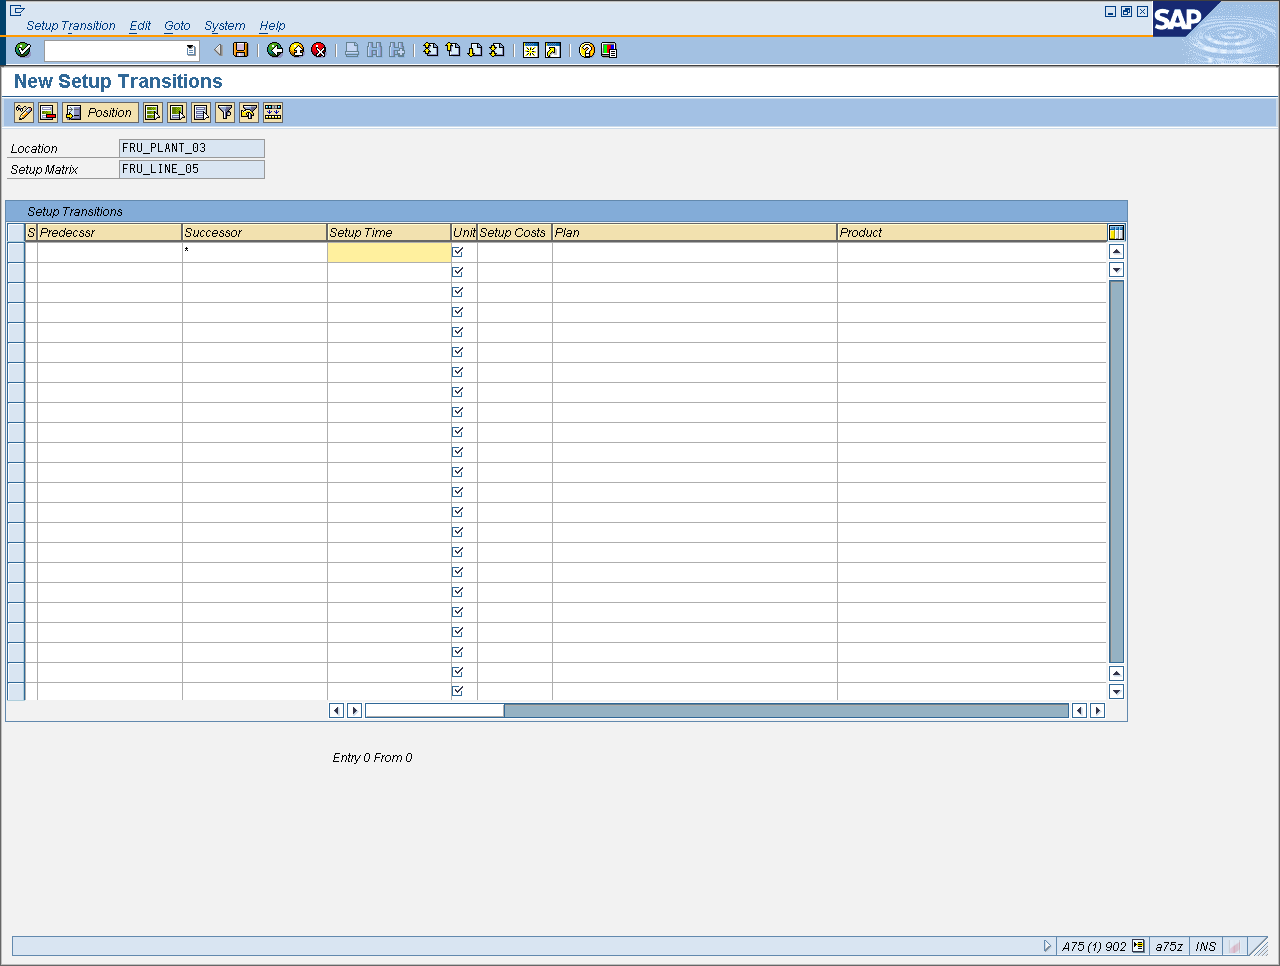 Setup Transition Edit Goto System Help
SAP
New Setup Transitions
Position
Location FRU_PLANT_03
Setup Matrix FRU_LINE_05
Setup Transitions
S Predecssr Successor Setup Time Unit Setup Costs Plan Product
*
Entry 0 From 0
A75 (1) 902 a75z INS